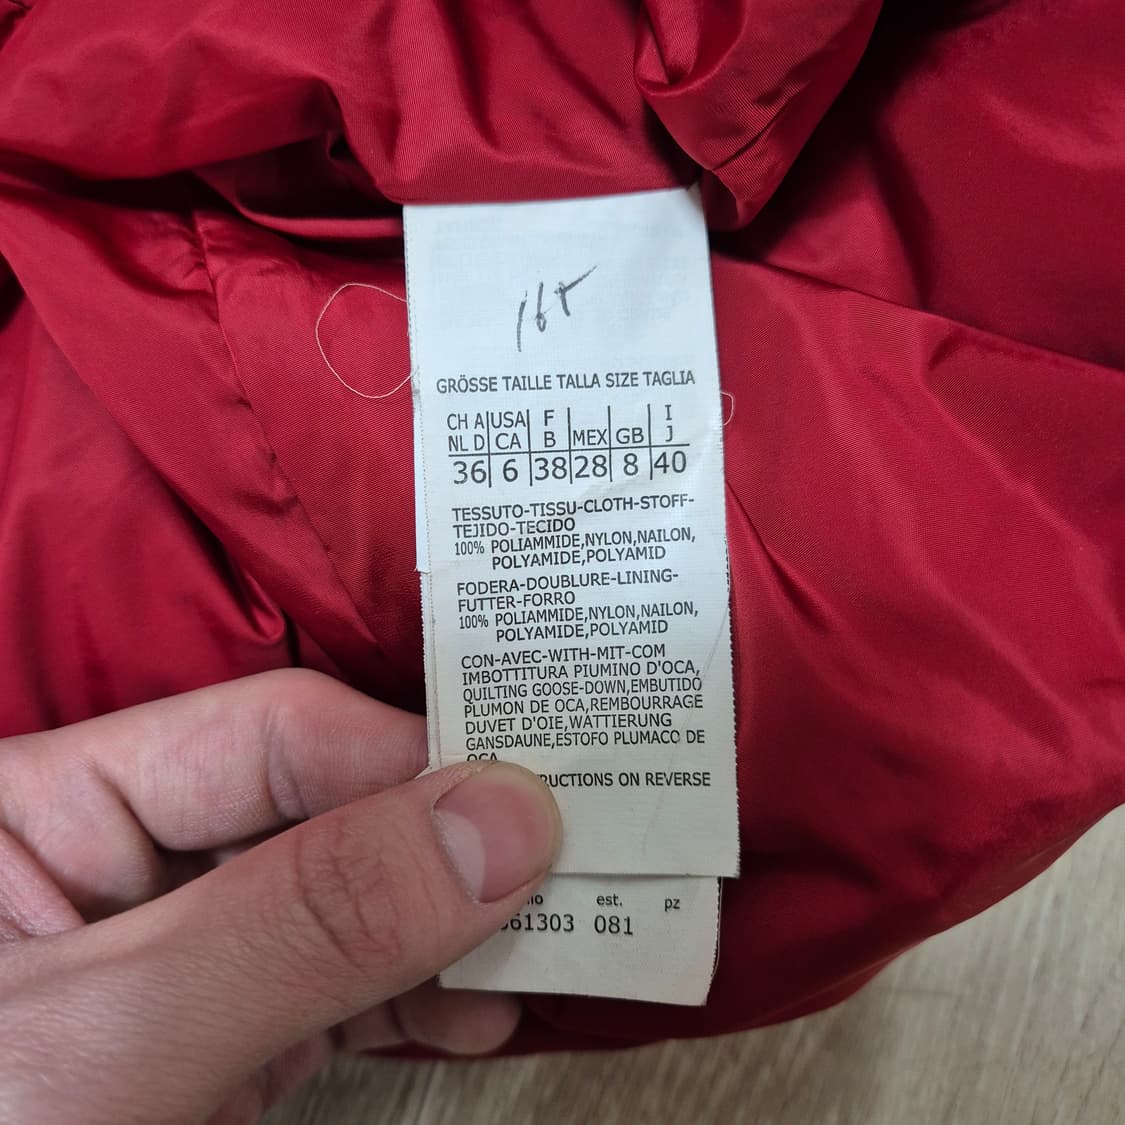 GRÖSSE TAILLE TALLA SIZE TAGLIA
CH A USA F I
NL D CA B MEX GB J
36 6 38 28 8 40
TESSUTO-TISSU-CLOTH-STOFF-
TEJIDO-TECIDO
100% POLIAMMIDE,NYLON,NAILON,
POLYAMIDE,POLYAMID
FODERA-DOUBLURE-LINING-
FUTTER-FORRO
100% POLIAMMIDE,NYLON,NAILON,
POLYAMIDE,POLYAMID
CON-AVEC-WITH-MIT-COM
IMBOTTITURA PIUMINO D'OCA,
QUILTING GOOSE-DOWN,EMBUTIDO
PLUMON DE OCA,REMBOURRAGE
DUVET D'OIE,WATTIERUNG
GANSDAUNE,ESTOFO PLUMACO DE
OCA
ON REVERSE
est. pz
081